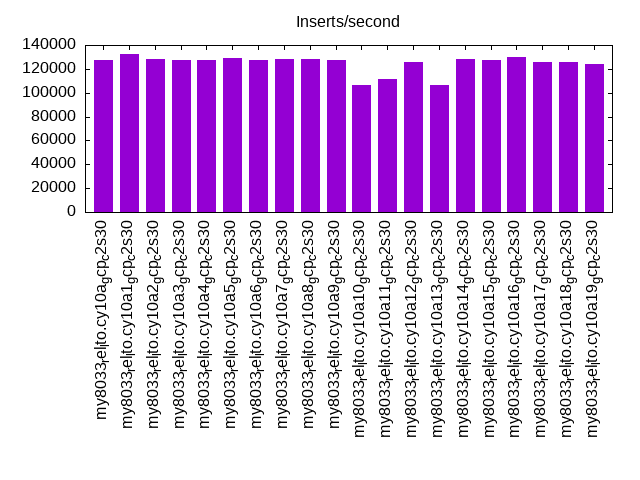 Inserts/second
140000
120000
100000
80000
60000
40000
20000
0
my8033_rel_lto.cy10a_gcp_c2s30
my8033_rel_lto.cy10a1_gcp_c2s30
my8033_rel_lto.cy10a2_gcp_c2s30
my8033_rel_lto.cy10a3_gcp_c2s30
my8033_rel_lto.cy10a4_gcp_c2s30
my8033_rel_lto.cy10a5_gcp_c2s30
my8033_rel_lto.cy10a6_gcp_c2s30
my8033_rel_lto.cy10a7_gcp_c2s30
my8033_rel_lto.cy10a8_gcp_c2s30
my8033_rel_lto.cy10a9_gcp_c2s30
my8033_rel_lto.cy10a10_gcp_c2s30
my8033_rel_lto.cy10a11_gcp_c2s30
my8033_rel_lto.cy10a12_gcp_c2s30
my8033_rel_lto.cy10a13_gcp_c2s30
my8033_rel_lto.cy10a14_gcp_c2s30
my8033_rel_lto.cy10a15_gcp_c2s30
my8033_rel_lto.cy10a16_gcp_c2s30
my8033_rel_lto.cy10a17_gcp_c2s30
my8033_rel_lto.cy10a18_gcp_c2s30
my8033_rel_lto.cy10a19_gcp_c2s30